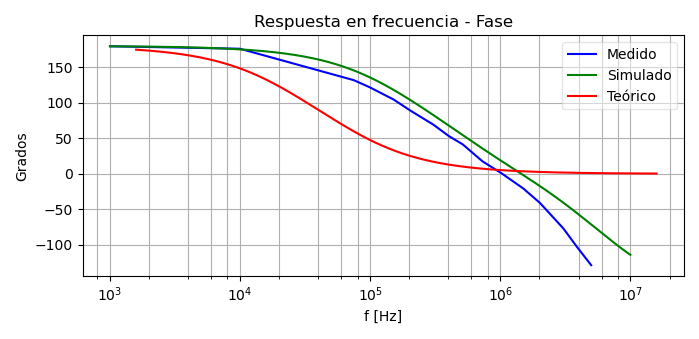 Respuesta en frecuencia - Fase
Medido
Simulado
Teórico
Grados
150
100
50
0
−50
−100
10³
10⁴
10⁵
10⁶
10⁷
f [Hz]